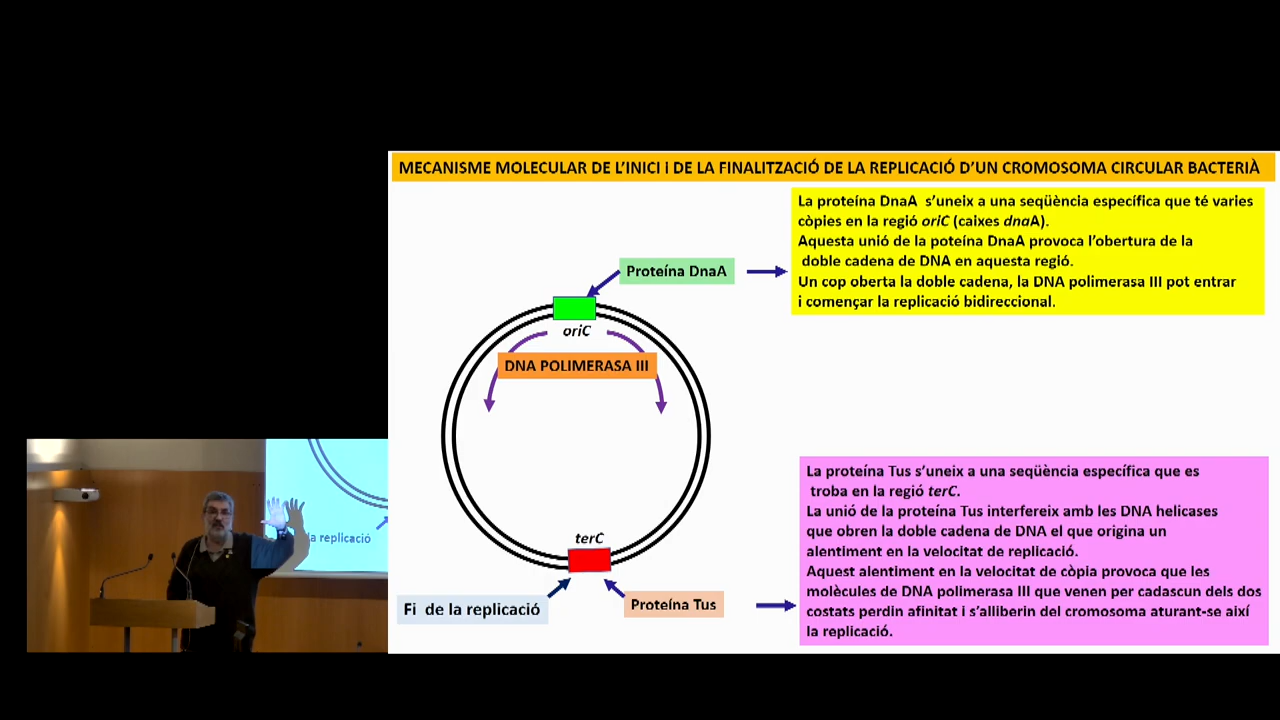 MECANISME MOLECULAR DE L'INICI I DE LA FINALITZACIÓ DE LA REPLICACIÓ D'UN CROMOSOMA CIRCULAR BACTERIÀ
La proteína DnaA s'uneix a una seqüència específica que té varies
còpies en la regió oriC (caixes dnaA).
Aquesta unió de la poteína DnaA provoca l'obertura de la
doble cadena de DNA en aquesta regió.
Un cop oberta la doble cadena, la DNA polimerasa III pot entrar
i començar la replicació bidireccional.
Proteína DnaA
oriC
DNA POLIMERASA III
terC
Fi de la replicació
Proteína Tus
La proteína Tus s'uneix a una seqüència específica que es
troba en la regió terC.
La unió de la proteína Tus interfereix amb les DNA helicases
que obren la doble cadena de DNA el que origina un
alentiment en la velocitat de replicació.
Aquest alentiment en la velocitat de còpia provoca que les
molècules de DNA polimerasa III que venen per cadascun dels dos
costats perdin afinitat i s'alliberin del cromosoma aturant-se així
la replicació.
la replicació